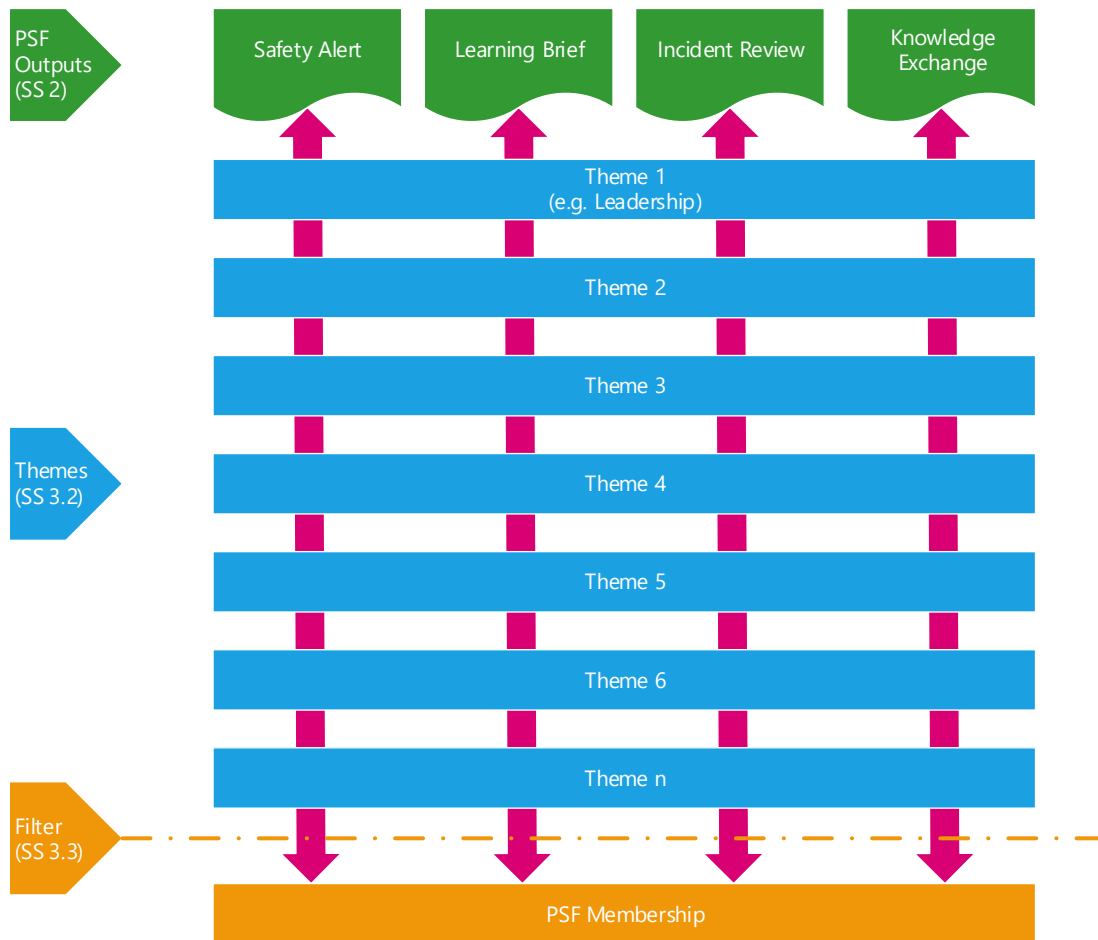 PSF
Outputs
(SS 2)
Safety Alert
Learning Brief
Incident Review
Knowledge
Exchange
Theme 1
(e.g. Leadership)
Theme 2
Theme 3
Theme 4
Themes
(SS 3.2)
Theme 5
Theme 6
Theme n
Filter
(SS 3.3)
PSF Membership